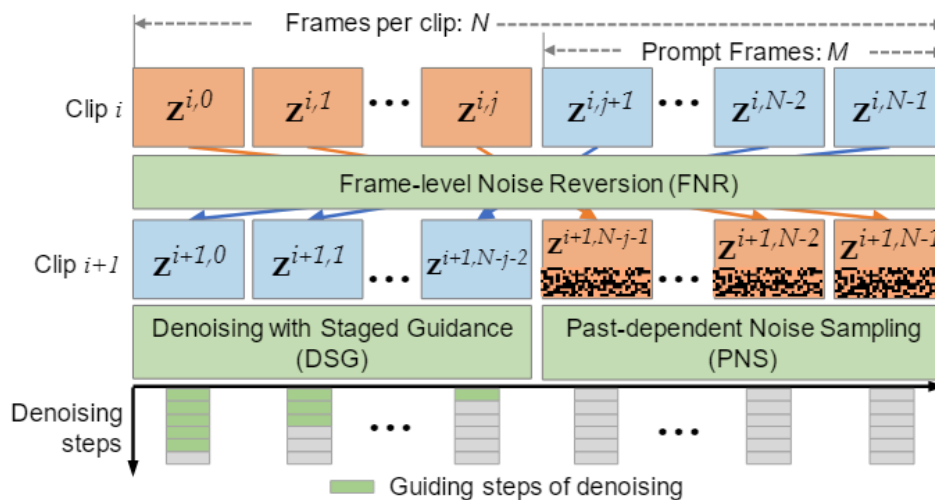 Frames per clip: N
Prompt Frames: M
Clip i z^{i,0} z^{i,1} ••• z^{i,j} z^{i,j+1} ••• z^{i,N-2} z^{i,N-1}
Frame-level Noise Reversion (FNR)
Clip i+1 z^{i+1,0} z^{i+1,1} ••• z^{i+1,N-j-2} z^{i+1,N-j-1} ••• z^{i+1,N-2} z^{i+1,N-1}
Denoising with Staged Guidance
(DSG)
Past-dependent Noise Sampling
(PNS)
Denoising
steps
••• •••
Guiding steps of denoising